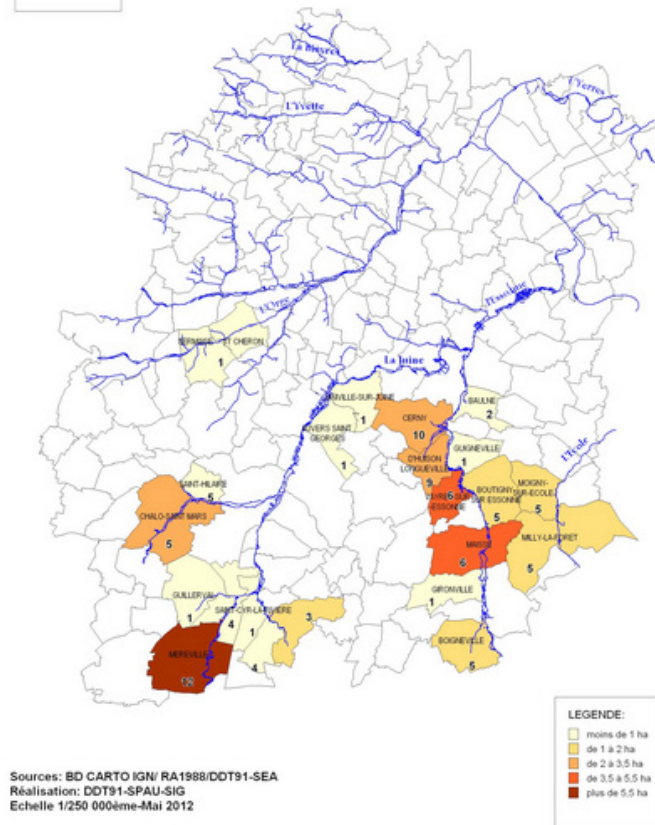 La Bièvre
L'Yvette
L'Yerres
L'Orge
l'Essonne
SERMAISE
ST CHERON
1
La Juine
JANVILLE-SUR-JUINE
1
BAULNE
2
CERNY
10
AUVERS SAINT
GEORGES
1
GUIGNEVILLE
1
L'École
D'HUISON
LONGUEVILLE
9
SAINT-HILAIRE
5
6
-ESSONNE
BOUTIGNY
SUR ESSONNE
5
MOIGNY-
SUR-ECOLE
5
CHALO-SAINT MARS
5
MAISSE
6
MILLY-LA-FORET
5
GUILLERVAL
1
GIRONVILLE
1
SAINT-CYR-LA-RIVIERE
4
1
3
4
MEREVILLE
12
BOIGNEVILLE
5
LEGENDE:
moins de 1 ha
de 1 à 2 ha
de 2 à 3,5 ha
de 3,5 à 5,5 ha
plus de 5,5 ha
Sources: BD CARTO IGN/ RA1988/DDT91-SEA
Réalisation: DDT91-SPAU-SIG
Echelle 1/250 000ème-Mai 2012